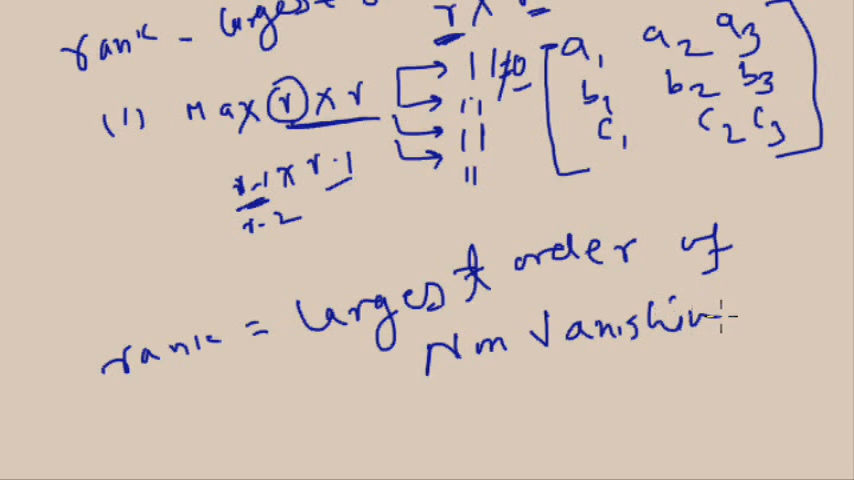 rank - largest r x
(1) Max r x r | | ≠ 0
| |
| |
| |
r-1 x r-1
r-2
a1 a2 a3
b1 b2 b3
c1 c2 c3
rank = largest order of
Non Vanishin